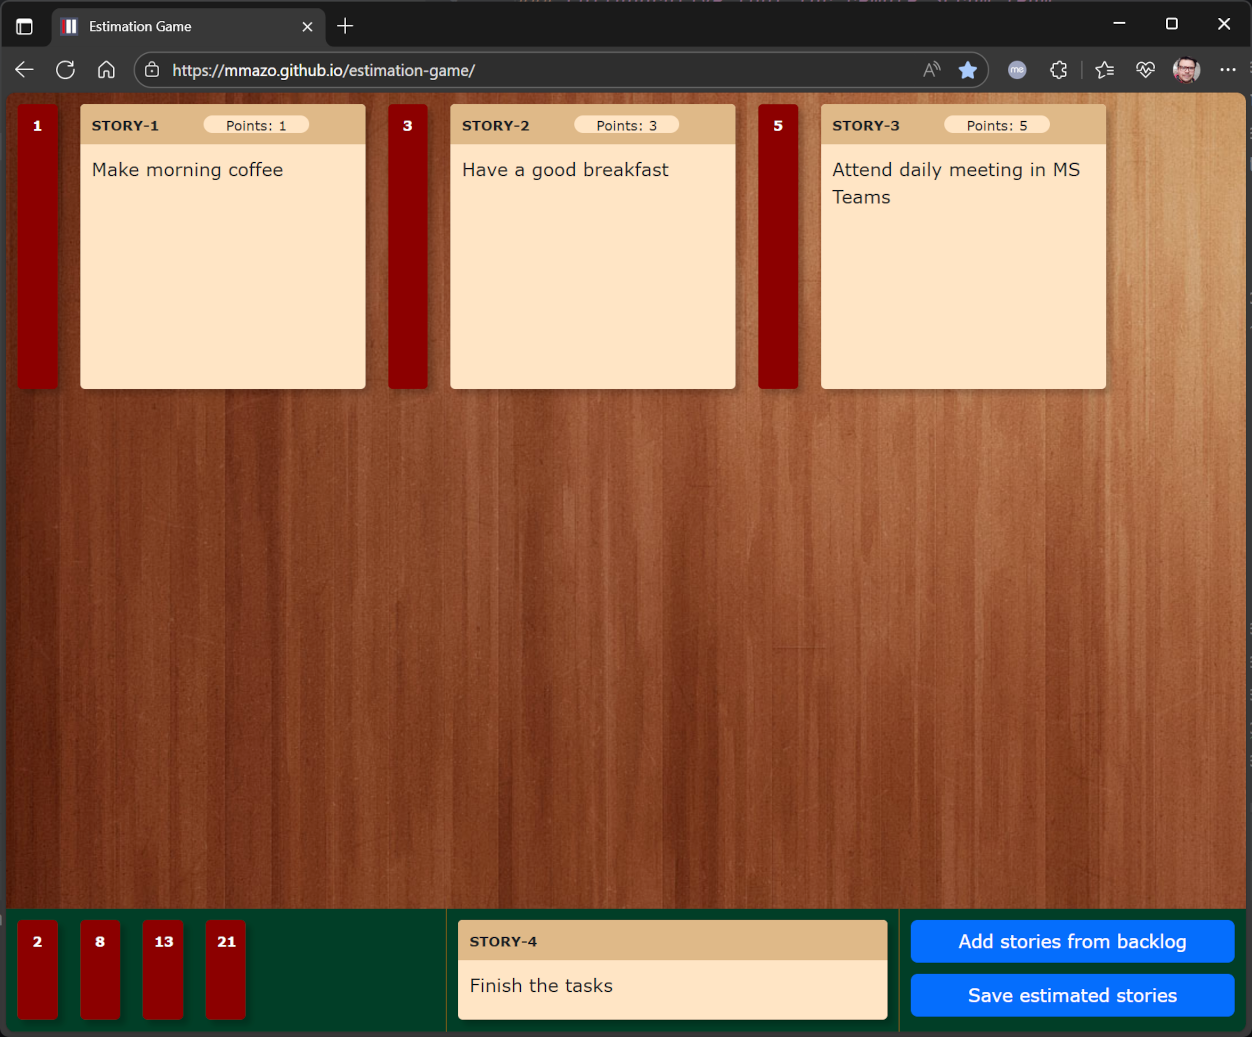 Estimation Game
https://mmazo.github.io/estimation-game/
me
1
STORY-1
Points: 1
Make morning coffee
3
STORY-2
Points: 3
Have a good breakfast
5
STORY-3
Points: 5
Attend daily meeting in MS
Teams
2
8
13
21
STORY-4
Finish the tasks
Add stories from backlog
Save estimated stories